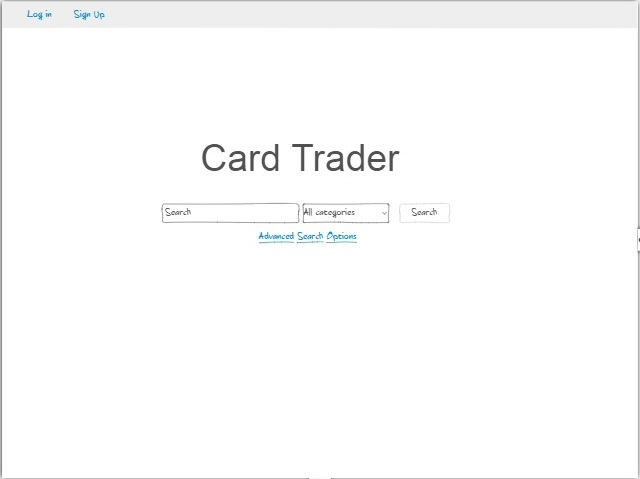 Log in Sign Up
Card Trader
Search All categories Search
Advanced Search Options